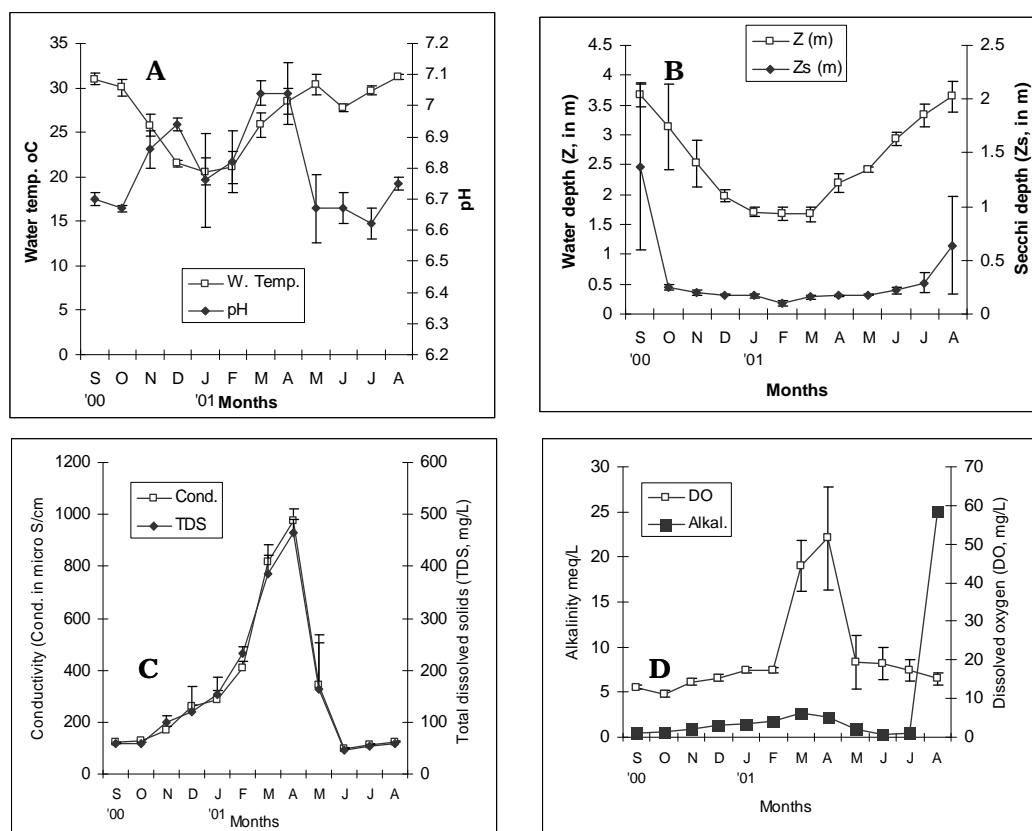 A
Water temp. oC
35
30
25
20
15
10
5
0
7.2
7.1
7
6.9
6.8
6.7
6.6
6.5
6.4
6.3
6.2
pH
W. Temp.
pH
S O N D J F M A M J J A
'00 '01
Months
B
Z (m)
Zs (m)
Water depth (Z, in m)
4.5
4
3.5
3
2.5
2
1.5
1
0.5
0
2.5
2
1.5
1
0.5
0
Secchi depth (Zs, in m)
S O N D J F M A M J J A
'00 '01
Months
C
Cond.
TDS
Conductivity (Cond. in micro S/cm
1200
1000
800
600
400
200
0
600
500
400
300
200
100
0
Total dissolved solids (TDS, mg/L)
S O N D J F M A M J J A
'00 '01
Months
D
DO
Alkal.
Alkalinity meq/L
30
25
20
15
10
5
0
70
60
50
40
30
20
10
0
Dissolved oxygen (DO, mg/L)
S O N D J F M A M J J A
'00 '01
Months